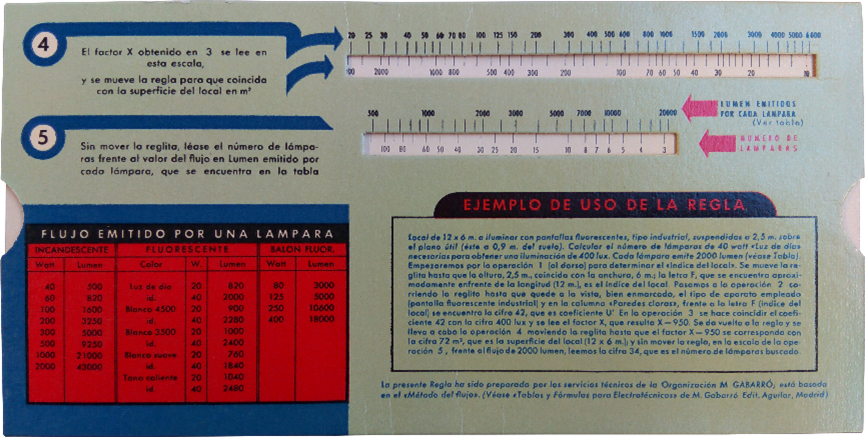 4
El factor X obtenido en 3 se lee en
esta escala,
y se mueve la regla para que coincida
con la superficie del local en m²
20 25 30 40 50 60 70 80 100 125 150 200 300 400 500 600 800 1000 1500 2000 3000 4000 5000 6000
2000 1000 800 500 400 300 200 100 70 60 50 40 30 20 10
5
Sin mover la reglita, léase el número de lámpa-
ras frente al valor del flujo en Lumen emitido por
cada lámpara, que se encuentra en la tabla
500 1000 2000 3000 5000 7000 10000 20000
100 80 60 50 40 30 25 20 15 10 8 7 6 5 4 3
LUMEN EMITIDOS
POR CADA LAMPARA
(Ver tabla)
NUMERO DE
LAMPARAS
FLUJO EMITIDO POR UNA LAMPARA
INCANDESCENTE FLUORESCENTE BALON FLUOR.
Watt Lumen Color W. Lumen Watt Lumen
40 500 Luz de día 20 820 80 3000
60 820 id. 40 2000 125 5000
100 1600 Blanco 4500 20 900 250 10600
200 3250 id. 40 2280 400 18000
300 5000 Blanco 3500 20 1000
500 9250 id. 40 2400
1000 21000 Blanco suave 20 760
2000 43000 id. 40 1840
Tono caliente 20 1040
id. 40 2480
EJEMPLO DE USO DE LA REGLA
Local de 12 x 6 m. a iluminar con pantallas fluorescentes, tipo industrial, suspendidas a 2,5 m. sobre
el plano útil (éste a 0,9 m. del suelo). Calcular el número de lámparas de 40 watt «Luz de día»
necesarias para obtener una iluminación de 400 lux. Cada lámpara emite 2000 lumen (véase Tabla).
Empezaremos por la operación 1 (al dorso) para determinar el «Indice del local». Se mueve la re-
glita hasta que la altura, 2,5 m., coincida con la anchura, 6 m.; la letra F, que se encuentra aproxi-
madamente enfrente de la longitud (12 m.), es el índice del local. Pasamos a la operación 2 co-
rriendo la reglita hasta que quede a la vista, bien enmarcado, el tipo de aparato empleado
(pantalla fluorescente industrial) y en la columna «Paredes claras», frente a la letra F (índice del
local) se encuentra la cifra 42, que es coeficiente U. En la operación 3 se hace coincidir el coefi-
ciente 42 con la cifra 400 lux y se lee el factor X, que resulta X — 950. Se da vuelta a la regla y se
lleva a cabo la operación 4 moviendo la reglita hasta que el factor X — 950 se corresponda con
la cifra 72 m², que es la superficie del local (12 x 6 m.); y sin mover la regla, en la escala de la ope-
ración 5, frente al flujo de 2000 lumen, leemos la cifra 34, que es el número de lámparas buscado.
La presente Regla ha sido preparada por los servicios técnicos de la Organización M GABARRÓ, está basada
en el «Método del flujo». (Véase «Tablas y Fórmulas para Electrotécnicos» de M. Gabarró Edit. Aguilar, Madrid)